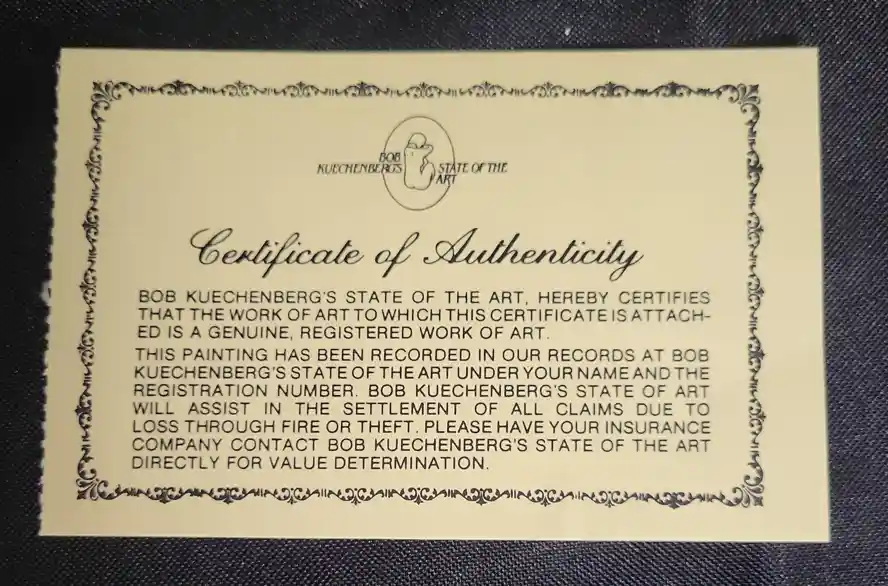 BOB
KUECHENBERG'S STATE OF THE
ART
Certificate of Authenticity
BOB KUECHENBERG'S STATE OF THE ART, HEREBY CERTIFIES
THAT THE WORK OF ART TO WHICH THIS CERTIFICATE IS ATTACH-
ED IS A GENUINE, REGISTERED WORK OF ART.
THIS PAINTING HAS BEEN RECORDED IN OUR RECORDS AT BOB
KUECHENBERG'S STATE OF THE ART UNDER YOUR NAME AND THE
REGISTRATION NUMBER. BOB KUECHENBERG'S STATE OF ART
WILL ASSIST IN THE SETTLEMENT OF ALL CLAIMS DUE TO
LOSS THROUGH FIRE OR THEFT. PLEASE HAVE YOUR INSURANCE
COMPANY CONTACT BOB KUECHENBERG'S STATE OF THE ART
DIRECTLY FOR VALUE DETERMINATION.